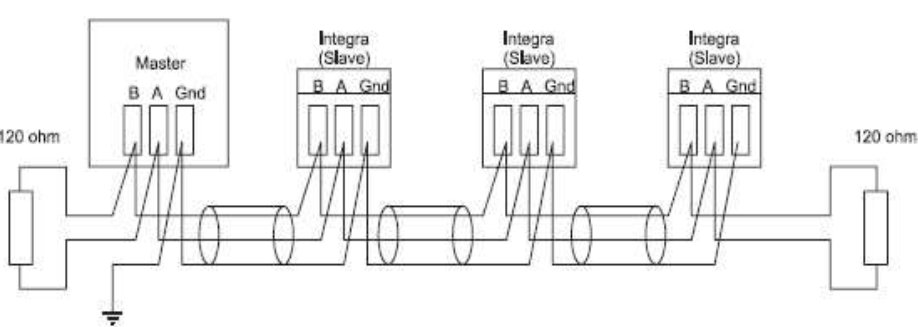 Master
B A Gnd
Integra
(Slave)
B A Gnd
Integra
(Slave)
B A Gnd
Integra
(Slave)
B A Gnd
120 ohm
120 ohm